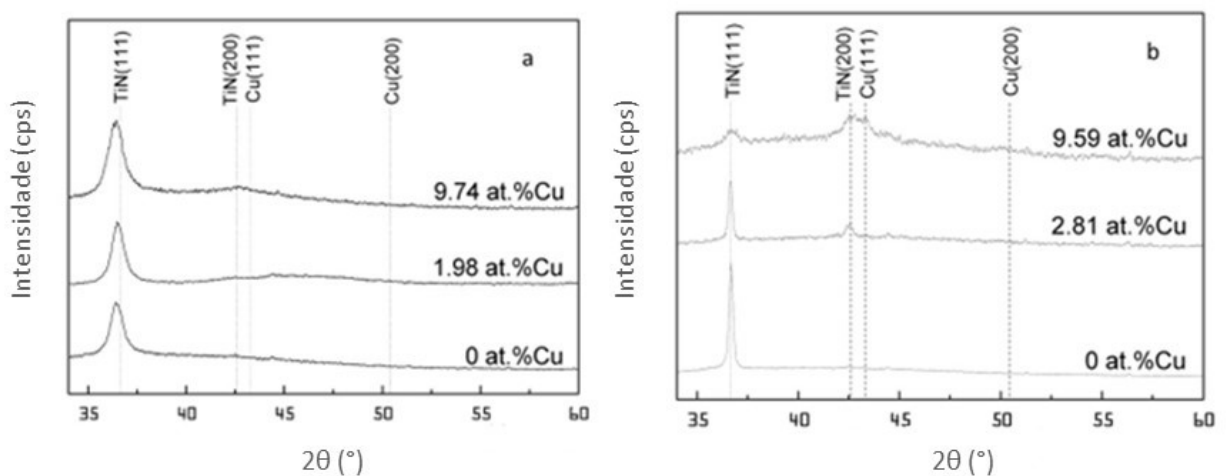 a
TiN(111)
TiN(200)
Cu(111)
Cu(200)
9.74 at.%Cu
1.98 at.%Cu
0 at.%Cu
Intensidade (cps)
35 40 45 50 55 60
2θ (°)
b
TiN(111)
TiN(200)
Cu(111)
Cu(200)
9.59 at.%Cu
2.81 at.%Cu
0 at.%Cu
Intensidade (cps)
35 40 45 50 55 60
2θ (°)